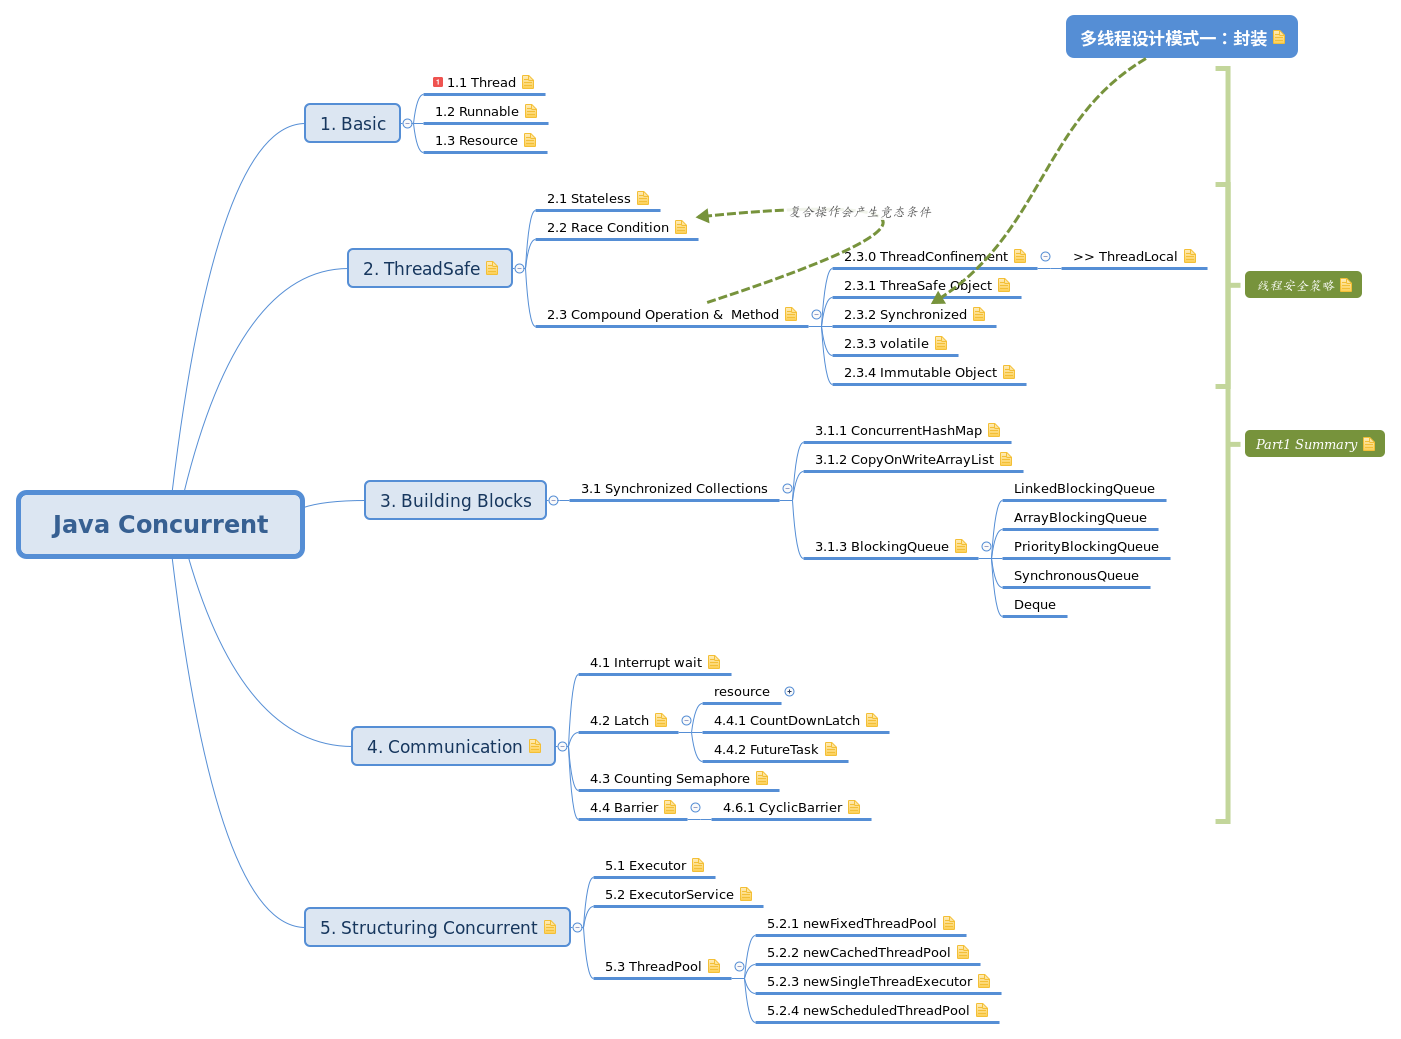 多线程设计模式一：封装
1
1.1 Thread
1.2 Runnable
1.3 Resource
1. Basic
2.1 Stateless
2.2 Race Condition
复合操作会产生竟态条件
2. ThreadSafe
2.3.0 ThreadConfinement
>> ThreadLocal
2.3.1 ThreaSafe Object
2.3 Compound Operation &  Method
2.3.2 Synchronized
2.3.3 volatile
2.3.4 Immutable Object
线程安全策略
3.1.1 ConcurrentHashMap
Part1 Summary
3.1.2 CopyOnWriteArrayList
3. Building Blocks
3.1 Synchronized Collections
LinkedBlockingQueue
ArrayBlockingQueue
3.1.3 BlockingQueue
PriorityBlockingQueue
SynchronousQueue
Deque
Java Concurrent
4.1 Interrupt wait
resource
4.2 Latch
4.4.1 CountDownLatch
4.4.2 FutureTask
4. Communication
4.3 Counting Semaphore
4.4 Barrier
4.6.1 CyclicBarrier
5.1 Executor
5.2 ExecutorService
5. Structuring Concurrent
5.2.1 newFixedThreadPool
5.2.2 newCachedThreadPool
5.3 ThreadPool
5.2.3 newSingleThreadExecutor
5.2.4 newScheduledThreadPool